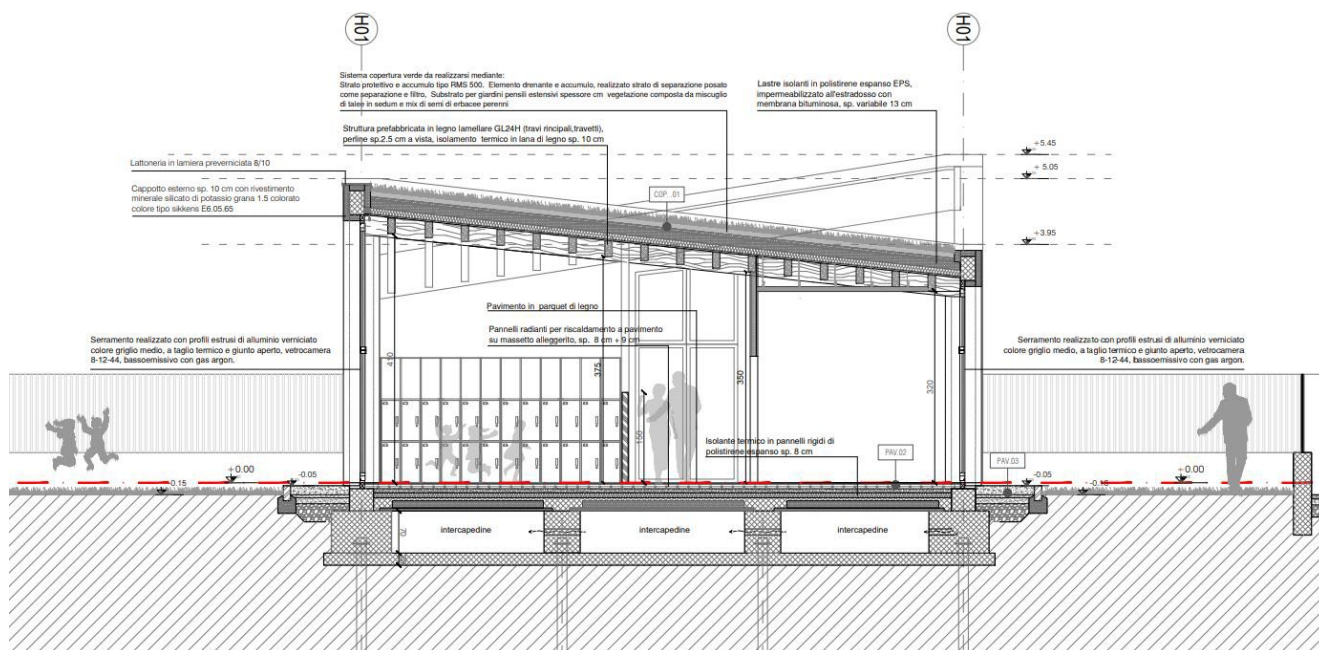 H01
H01
Sistema copertura verde da realizzarsi mediante:
Strato protettivo e accumulo tipo RMS 500. Elemento drenante e accumulo, realizzato strato di separazione posato
come separazione e filtro, Substrato per giardini pensili estensivi spessore cm vegetazione composta da miscuglio
di talee in sedum e mix di semi di erbacee perenni
Lastre isolanti in polistirene espanso EPS,
impermeabilizzato all'estradosso con
membrana bituminosa, sp. variabile 13 cm
Struttura prefabbricata in legno lamellare GL24H (travi rincipali,travetti),
perline sp.2.5 cm a vista, isolamento termico in lana di legno sp. 10 cm
+5.45
Lattoneria in lamiera preverniciata 8/10
+ 5.05
Cappotto esterno sp. 10 cm con rivestimento
minerale silicato di potassio grana 1.5 colorato
colore tipo sikkens E6.05.65
COP .01
+3.95
Pavimento in parquet di legno
Pannelli radianti per riscaldamento a pavimento
su massetto alleggerito, sp. 8 cm + 9 cm
Serramento realizzato con profili estrusi di alluminio verniciato
colore griglio medio, a taglio termico e giunto aperto, vetrocamera
8-12-44, bassoemissivo con gas argon.
Serramento realizzato con profili estrusi di alluminio verniciato
colore griglio medio, a taglio termico e giunto aperto, vetrocamera
8-12-44, bassoemissivo con gas argon.
410
375
350
320
150
Isolante termico in pannelli rigidi di
polistirene espanso sp. 8 cm
PAV.02
PAV.03
+0.00
-0.05
-0.15
-0.05
+0.00
-0.15
70
intercapedine
intercapedine
intercapedine